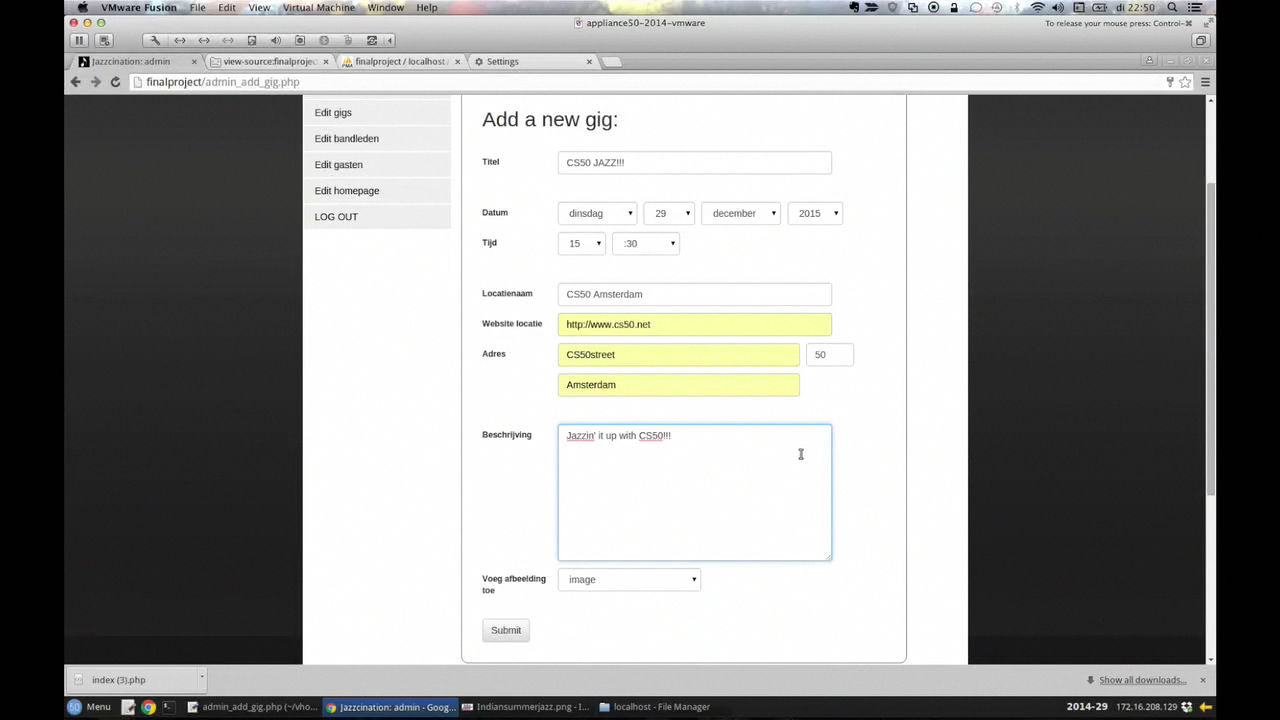 VMware Fusion File Edit View Virtual Machine Window Help di 22:50
appliance50-2014-vmware
To release your mouse press: Control-⌘
Jazzcination: admin
view-source:finalprojec
finalproject / localhost
Settings
finalproject/admin_add_gig.php
Edit gigs
Edit bandleden
Edit gasten
Edit homepage
LOG OUT
Add a new gig:
Titel CS50 JAZZ!!!
Datum dinsdag 29 december 2015
Tijd 15 :30
Locatienaam CS50 Amsterdam
Website locatie http://www.cs50.net
Adres CS50street 50
Amsterdam
Beschrijving Jazzin' it up with CS50!!!
Voeg afbeelding
toe
image
Submit
index (3).php
Show all downloads...
Menu admin_add_gig.php (~/vho... Jazzcination: admin - Goog... Indiansummerjazz.png - I... localhost - File Manager 2014-29 172.16.208.129